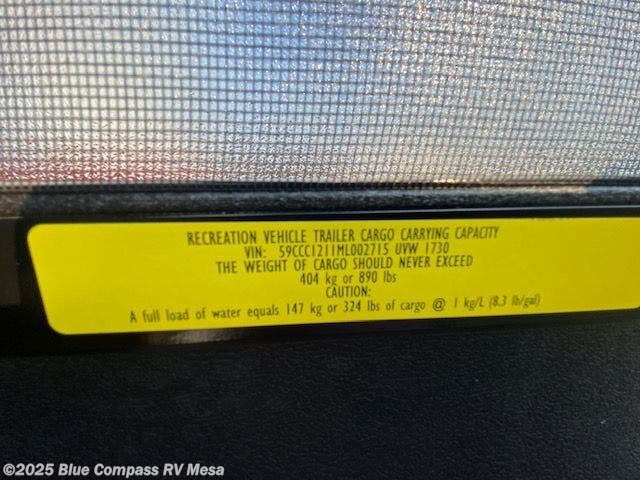 RECREATION VEHICLE TRAILER CARGO CARRYING CAPACITY
VIN: 59CCC1211ML002715 UVW 1730
THE WEIGHT OF CARGO SHOULD NEVER EXCEED
404 kg or 890 lbs
CAUTION:
A full load of water equals 147 kg or 324 lbs of cargo @ 1 kg/L (8.3 lb/gal)
©2025 Blue Compass RV Mesa